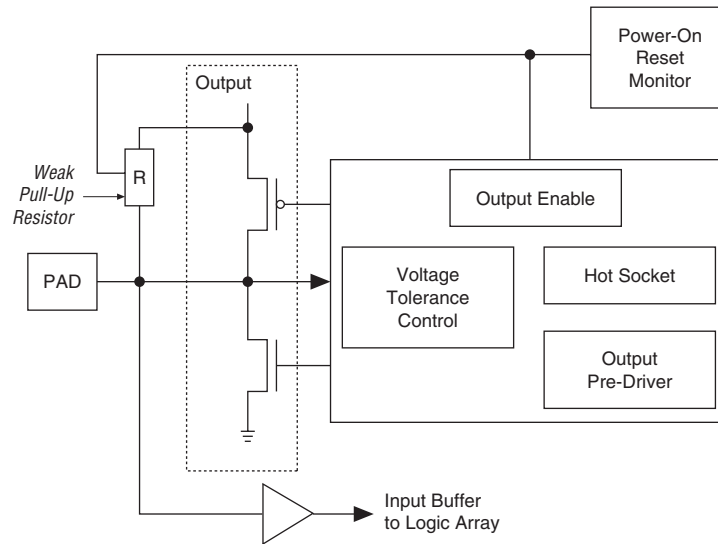 Power-On
Reset
Monitor
Output
Weak
Pull-Up
Resistor
R
Output Enable
PAD
Voltage
Tolerance
Control
Hot Socket
Output
Pre-Driver
Input Buffer
to Logic Array